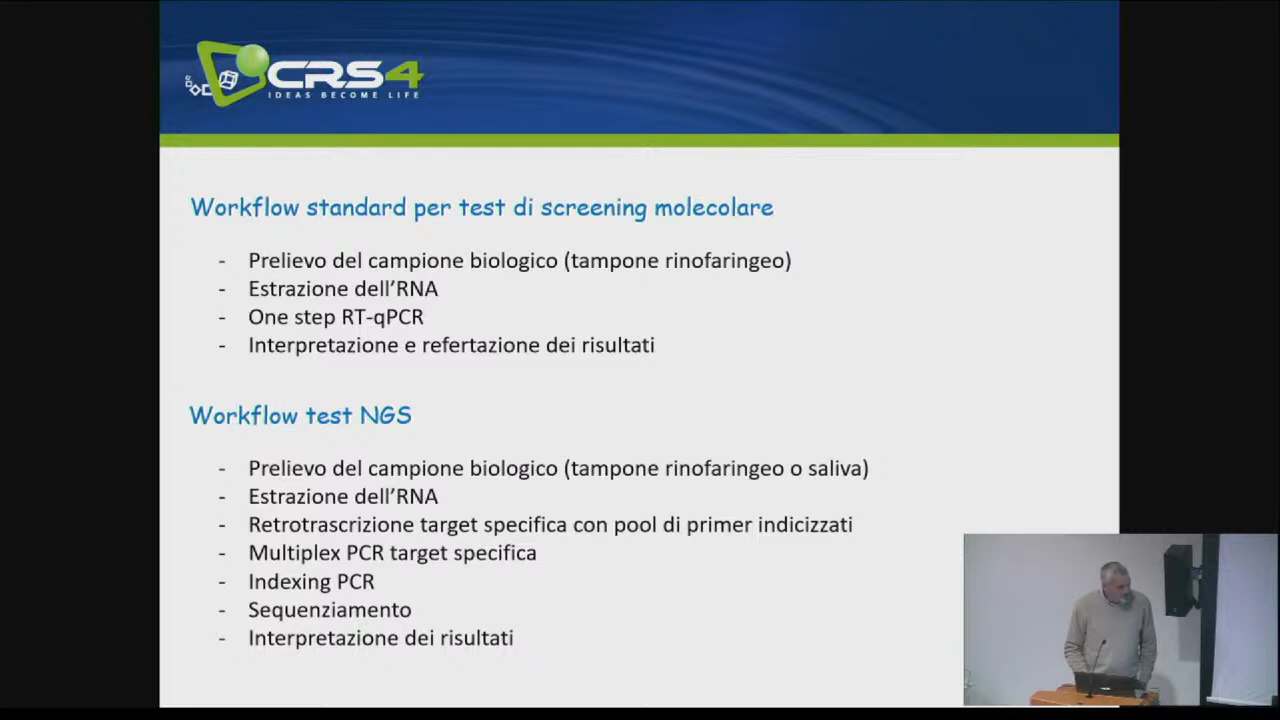 CRS4
IDEAS BECOME LIFE
Workflow standard per test di screening molecolare
- Prelievo del campione biologico (tampone rinofaringeo)
- Estrazione dell’RNA
- One step RT-qPCR
- Interpretazione e refertazione dei risultati
Workflow test NGS
- Prelievo del campione biologico (tampone rinofaringeo o saliva)
- Estrazione dell’RNA
- Retrotrascrizione target specifica con pool di primer indicizzati
- Multiplex PCR target specifica
- Indexing PCR
- Sequenziamento
- Interpretazione dei risultati